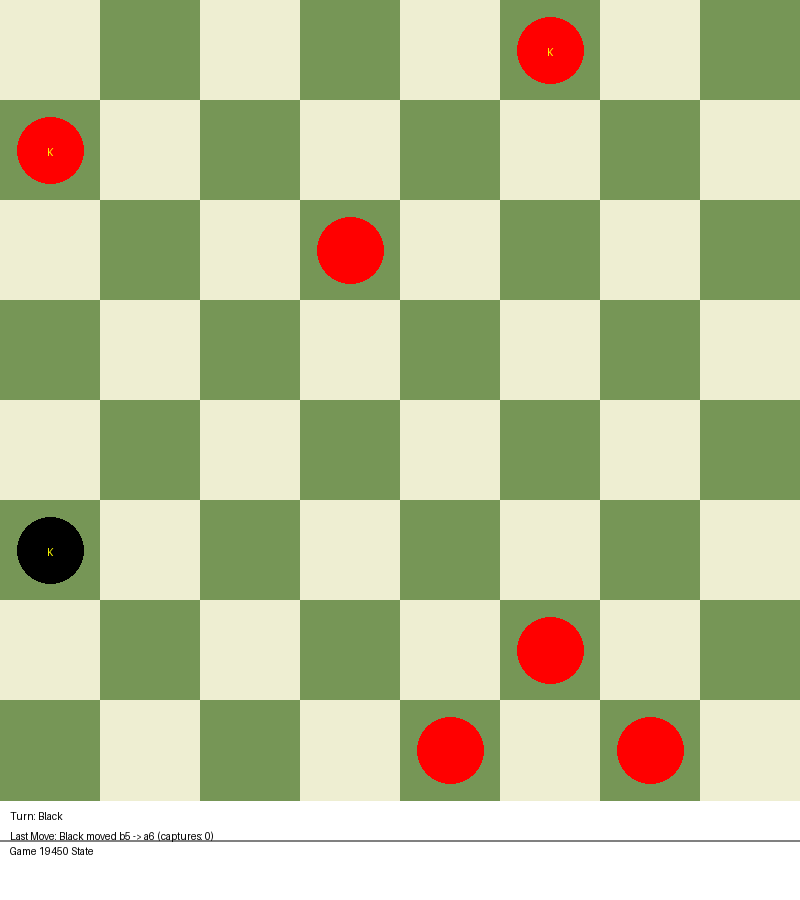 K
K
K
Turn: Black
Last Move: Black moved b5 -> a6 (captures: 0)
Game 19450 State